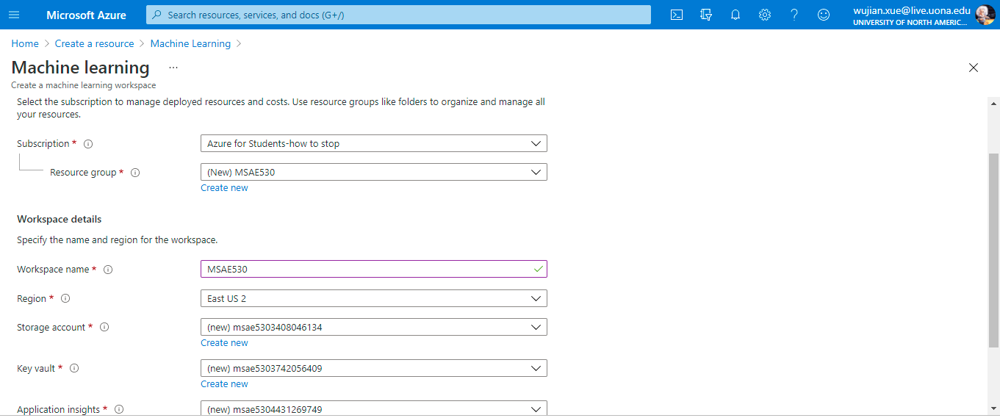 Microsoft Azure
Search resources, services, and docs (G+/)
wujian.xue@live.uona.edu
UNIVERSITY OF NORTH AMERIC...
Home > Create a resource > Machine Learning >
Machine learning ...
Create a machine learning workspace
Select the subscription to manage deployed resources and costs. Use resource groups like folders to organize and manage all
your resources.
Subscription * Azure for Students-how to stop
Resource group * (New) MSAE530
Create new
Workspace details
Specify the name and region for the workspace.
Workspace name * MSAE530
Region * East US 2
Storage account * (new) msae5303408046134
Create new
Key vault * (new) msae5303742056409
Create new
Application insights * (new) msae5304431269749